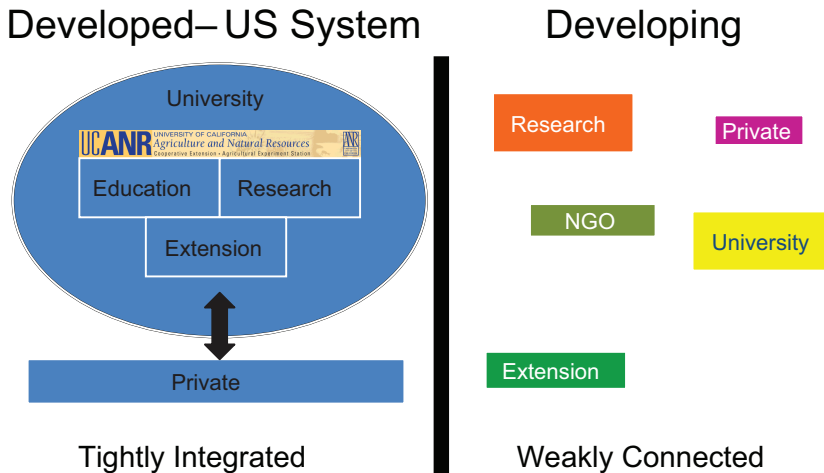 Developed– US System
Developing
University
UCANR
UNIVERSITY OF CALIFORNIA
Agriculture and Natural Resources
Cooperative Extension • Agricultural Experiment Station
ANR
Education
Research
Extension
Private
Tightly Integrated
Research
Private
NGO
University
Extension
Weakly Connected